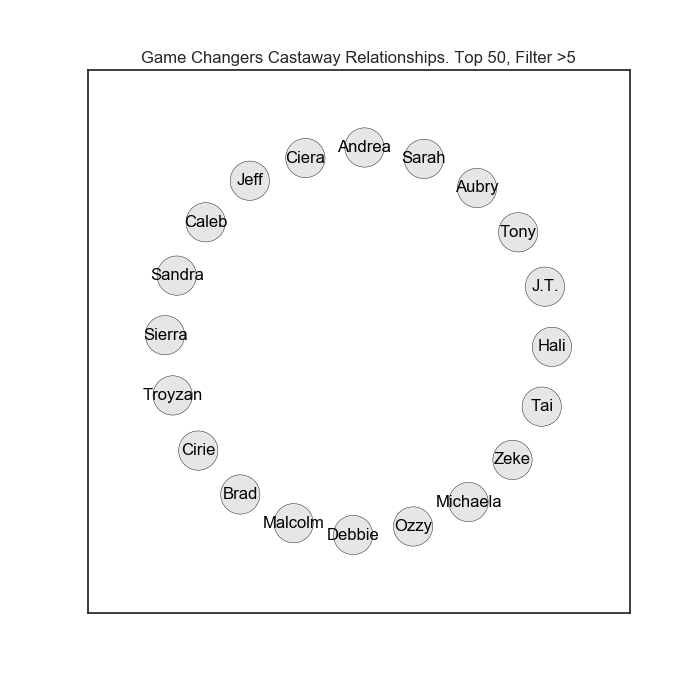 Game Changers Castaway Relationships. Top 50, Filter >5
Andrea
Ciera
Sarah
Jeff
Aubry
Caleb
Tony
Sandra
J.T.
Sierra
Hali
Troyzan
Tai
Cirie
Zeke
Brad
Michaela
Malcolm
Ozzy
Debbie